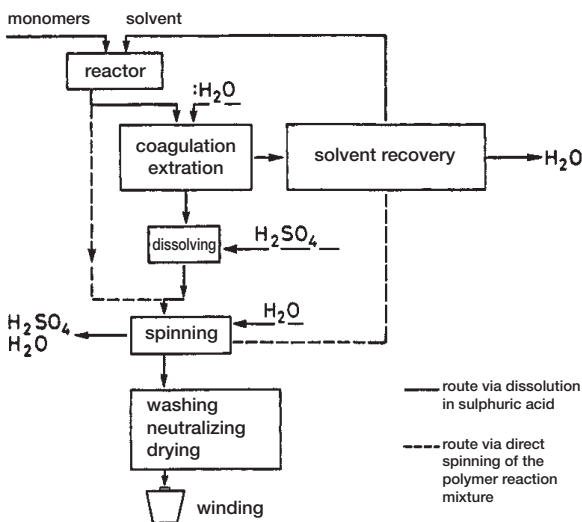 monomers solvent
reactor
:H₂O
coagulation
extration
solvent recovery
H₂O
dissolving
H₂SO₄
H₂SO₄
H₂O
spinning
H₂O
washing
neutralizing
drying
winding
route via dissolution
in sulphuric acid
route via direct
spinning of the
polymer reaction
mixture